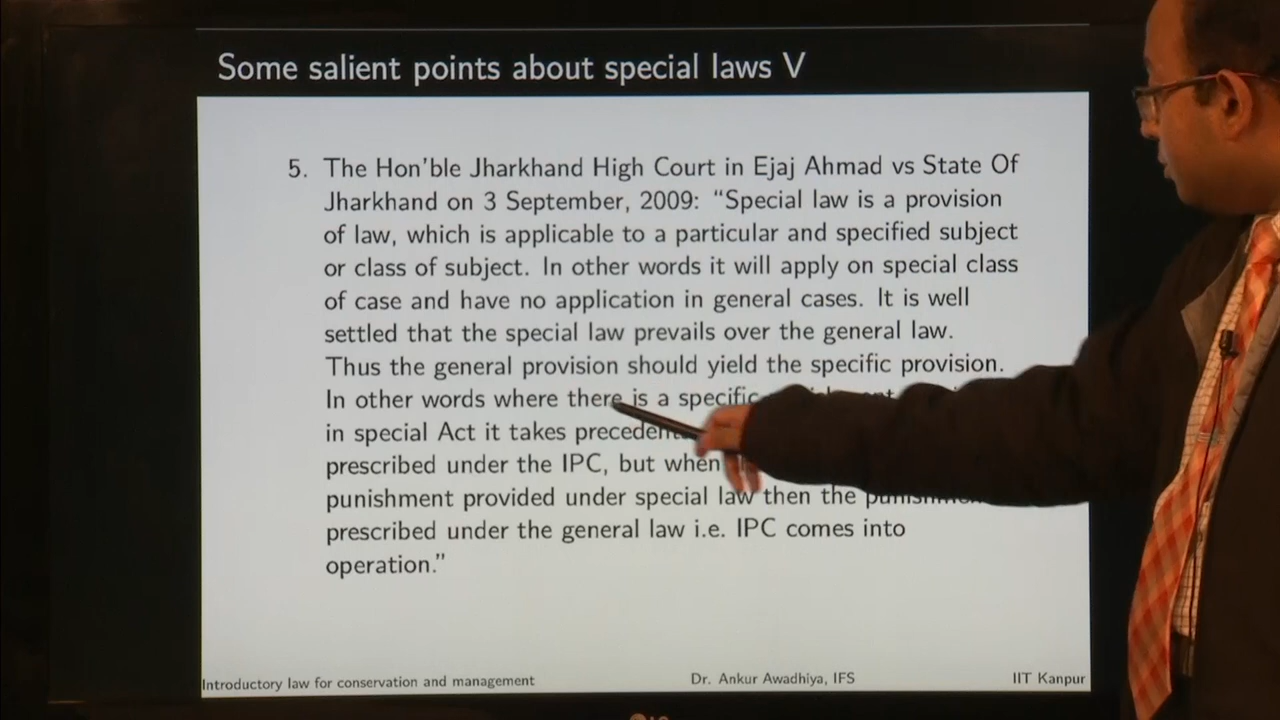 Some salient points about special laws V
5. The Hon'ble Jharkhand High Court in Ejaj Ahmad vs State Of
Jharkhand on 3 September, 2009: “Special law is a provision
of law, which is applicable to a particular and specified subject
or class of subject. In other words it will apply on special class
of case and have no application in general cases. It is well
settled that the special law prevails over the general law.
Thus the general provision should yield the specific provision.
In other words where there is a specific
in special Act it takes
prescribed under the IPC, but when
punishment provided under special law then the
prescribed under the general law i.e. IPC comes into
operation.”
Introductory law for conservation and management
Dr. Ankur Awadhiya, IFS
IIT Kanpur